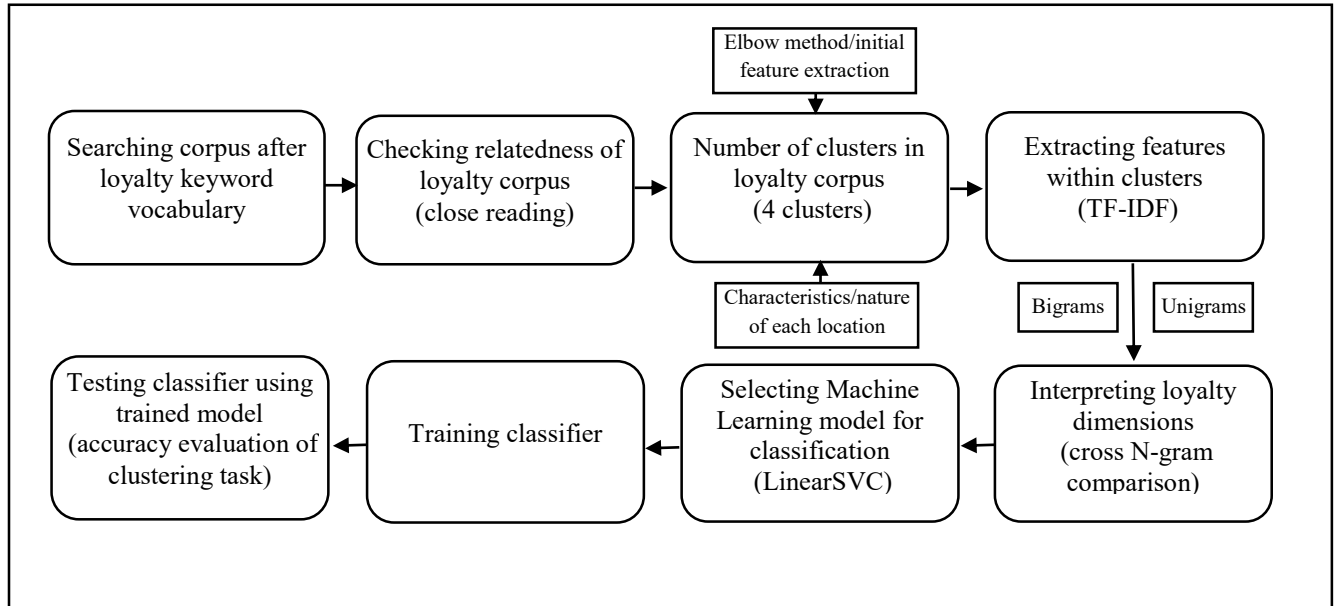 Elbow method/initial
feature extraction
Searching corpus after
loyalty keyword
vocabulary
Checking relatedness of
loyalty corpus
(close reading)
Number of clusters in
loyalty corpus
(4 clusters)
Extracting features
within clusters
(TF-IDF)
Characteristics/nature
of each location
Bigrams
Unigrams
Interpreting loyalty
dimensions
(cross N-gram
comparison)
Selecting Machine
Learning model for
classification
(LinearSVC)
Training classifier
Testing classifier using
trained model
(accuracy evaluation of
clustering task)